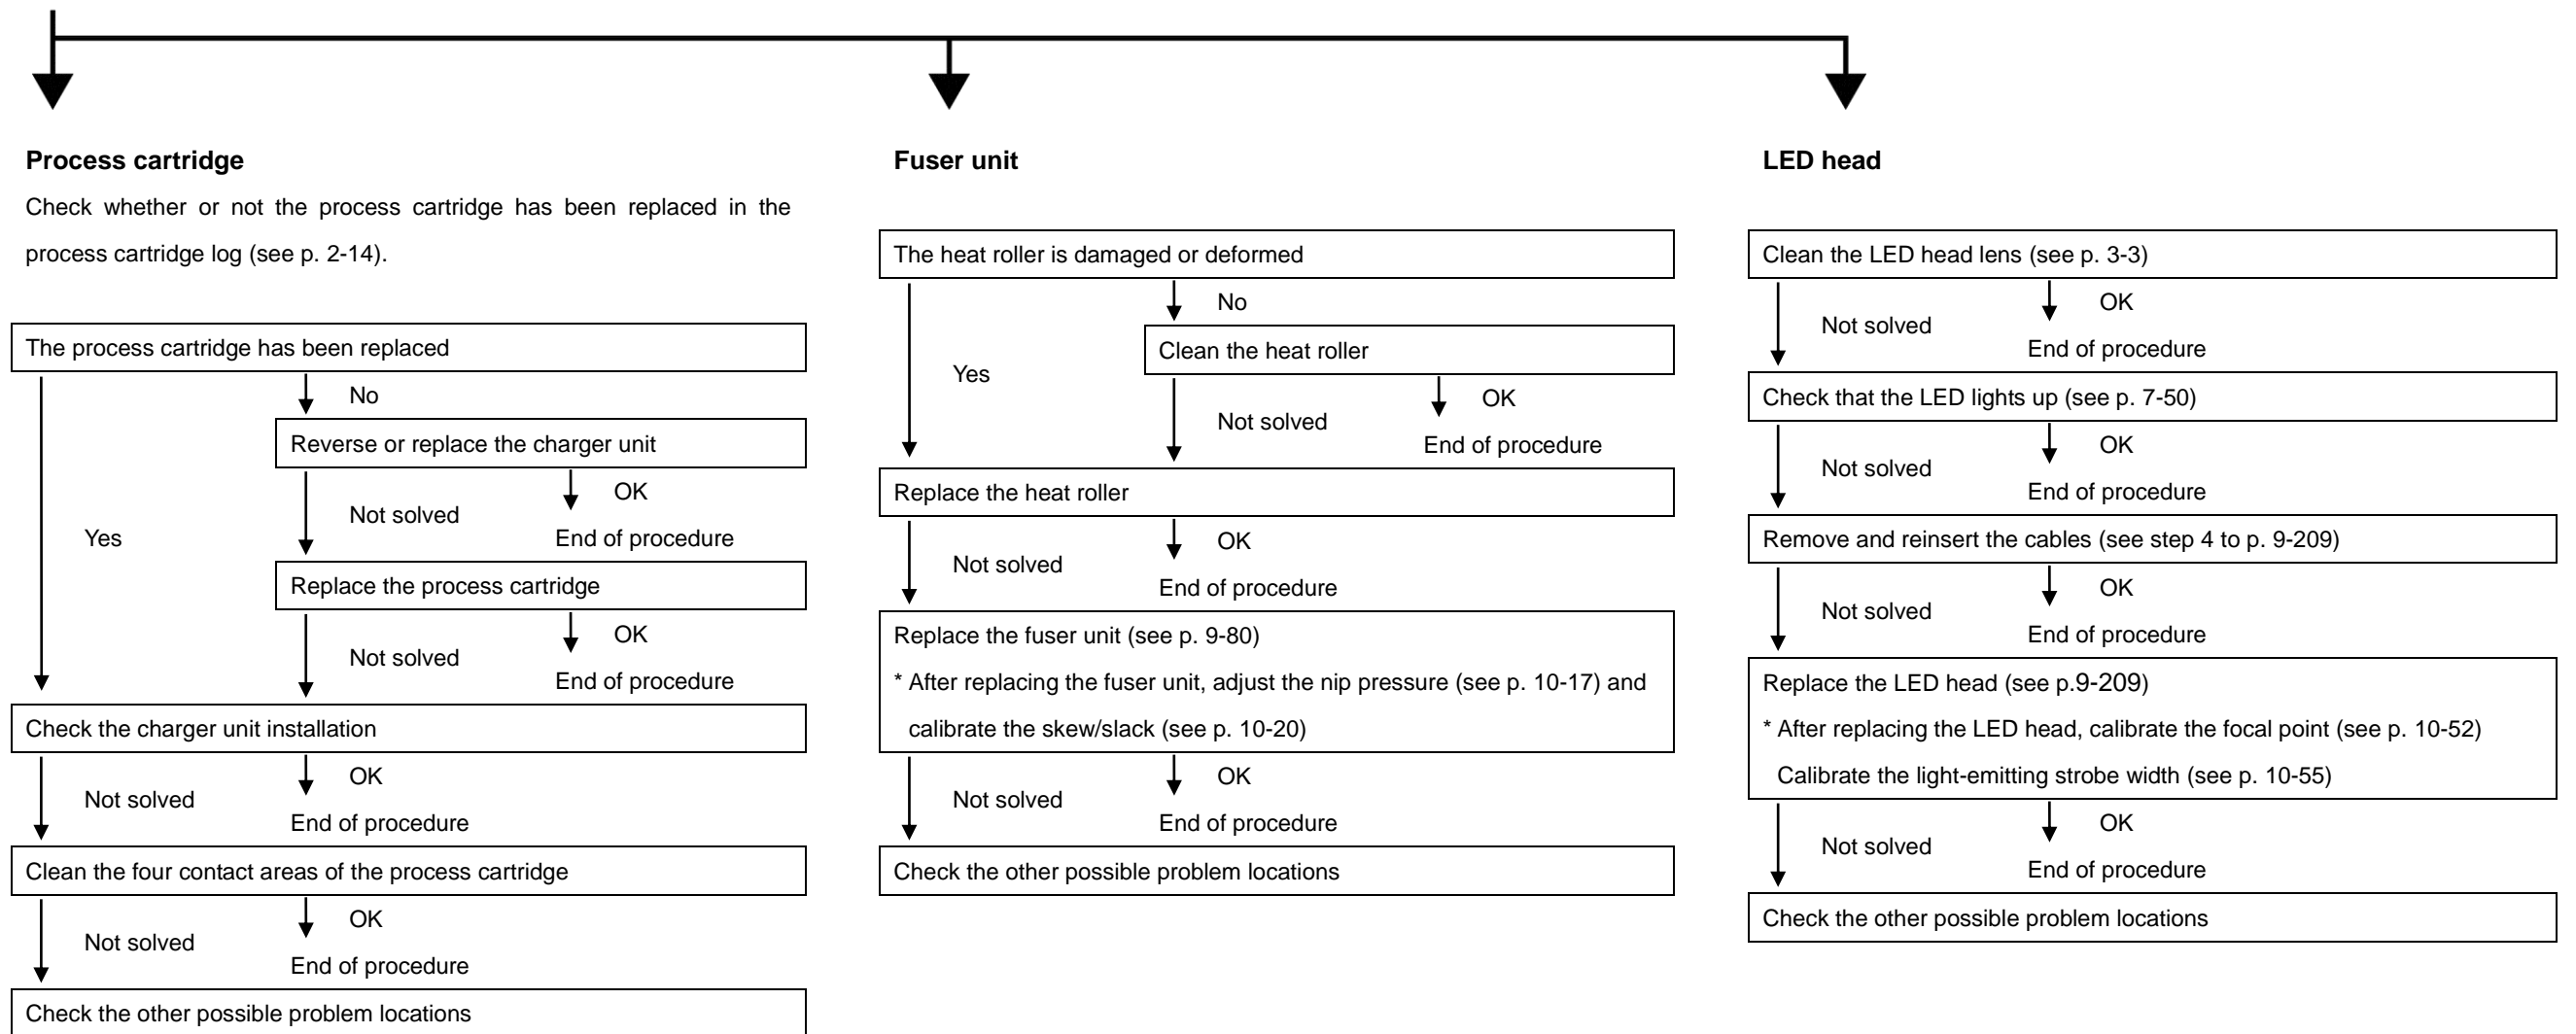 Process cartridge
Check whether or not the process cartridge has been replaced in the
process cartridge log (see p. 2-14).
The process cartridge has been replaced
No
Reverse or replace the charger unit
OK
Not solved
Yes
End of procedure
Replace the process cartridge
OK
Not solved
End of procedure
Check the charger unit installation
OK
Not solved
End of procedure
Clean the four contact areas of the process cartridge
OK
Not solved
End of procedure
Check the other possible problem locations
Fuser unit
The heat roller is damaged or deformed
No
Clean the heat roller
Yes
OK
Not solved
End of procedure
Replace the heat roller
OK
Not solved
End of procedure
Replace the fuser unit (see p. 9-80)
* After replacing the fuser unit, adjust the nip pressure (see p. 10-17) and
calibrate the skew/slack (see p. 10-20)
OK
Not solved
End of procedure
Check the other possible problem locations
LED head
Clean the LED head lens (see p. 3-3)
OK
Not solved
End of procedure
Check that the LED lights up (see p. 7-50)
OK
Not solved
End of procedure
Remove and reinsert the cables (see step 4 to p. 9-209)
OK
Not solved
End of procedure
Replace the LED head (see p.9-209)
* After replacing the LED head, calibrate the focal point (see p. 10-52)
Calibrate the light-emitting strobe width (see p. 10-55)
OK
Not solved
End of procedure
Check the other possible problem locations